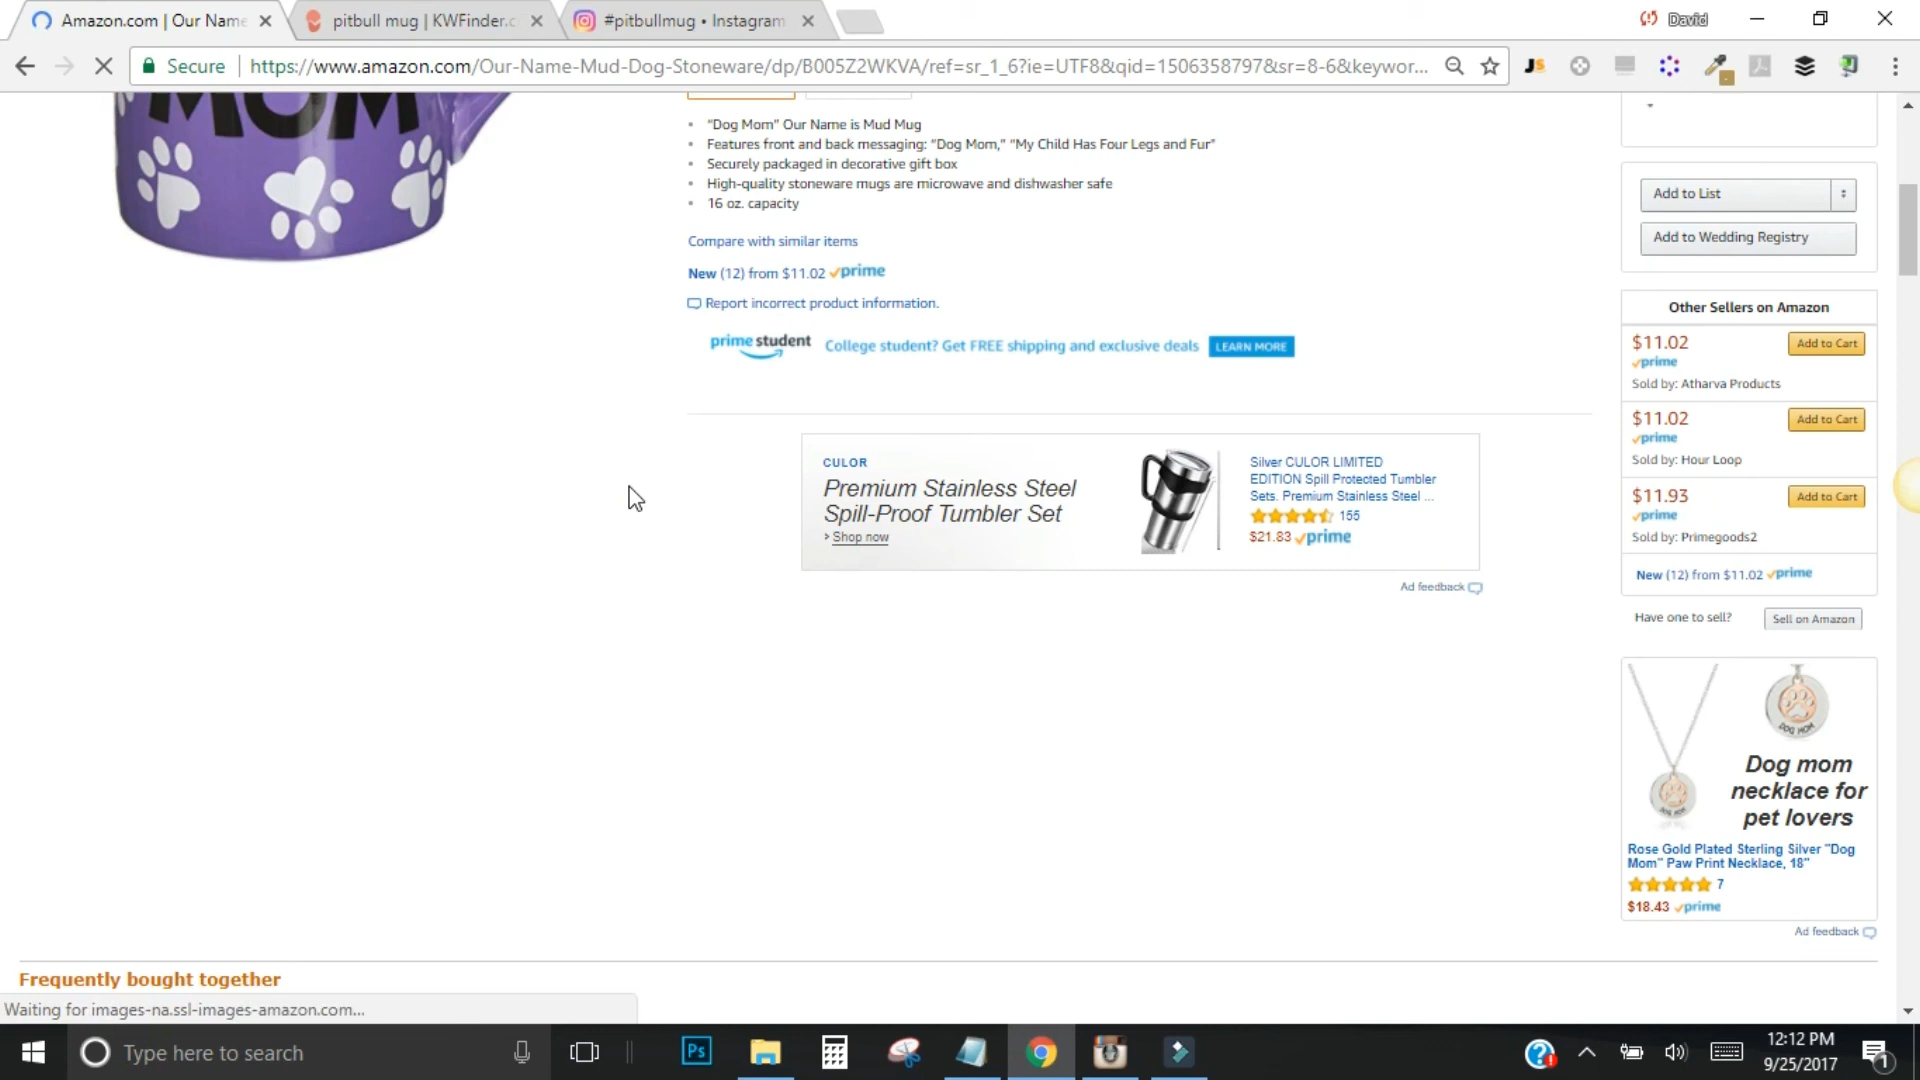 Amazon.com | Our Name
pitbull mug | KWFinder.c
#pitbullmug • Instagram
David
Secure
https://www.amazon.com/Our-Name-Mud-Dog-Stoneware/dp/B005Z2WKVA/ref=sr_1_6?ie=UTF8&qid=1506358797&sr=8-6&keywor...
JS
MOM
"Dog Mom" Our Name is Mud Mug
Features front and back messaging: "Dog Mom," "My Child Has Four Legs and Fur"
Securely packaged in decorative gift box
High-quality stoneware mugs are microwave and dishwasher safe
16 oz. capacity
Compare with similar items
New (12) from $11.02 prime
Report incorrect product information.
prime student College student? Get FREE shipping and exclusive deals LEARN MORE
CULOR
Premium Stainless Steel
Spill-Proof Tumbler Set
› Shop now
Silver CULOR LIMITED
EDITION Spill Protected Tumbler
Sets. Premium Stainless Steel ...
155
$21.83 prime
Ad feedback
Add to List
Add to Wedding Registry
Other Sellers on Amazon
$11.02 Add to Cart
prime
Sold by: Atharva Products
$11.02 Add to Cart
prime
Sold by: Hour Loop
$11.93 Add to Cart
prime
Sold by: Primegoods2
New (12) from $11.02 prime
Have one to sell? Sell on Amazon
DOG MOM
Dog mom
necklace for
pet lovers
Rose Gold Plated Sterling Silver "Dog
Mom" Paw Print Necklace, 18"
7
$18.43 prime
Ad feedback
Frequently bought together
Waiting for images-na.ssl-images-amazon.com...
Type here to search
Ps
12:12 PM
9/25/2017
1